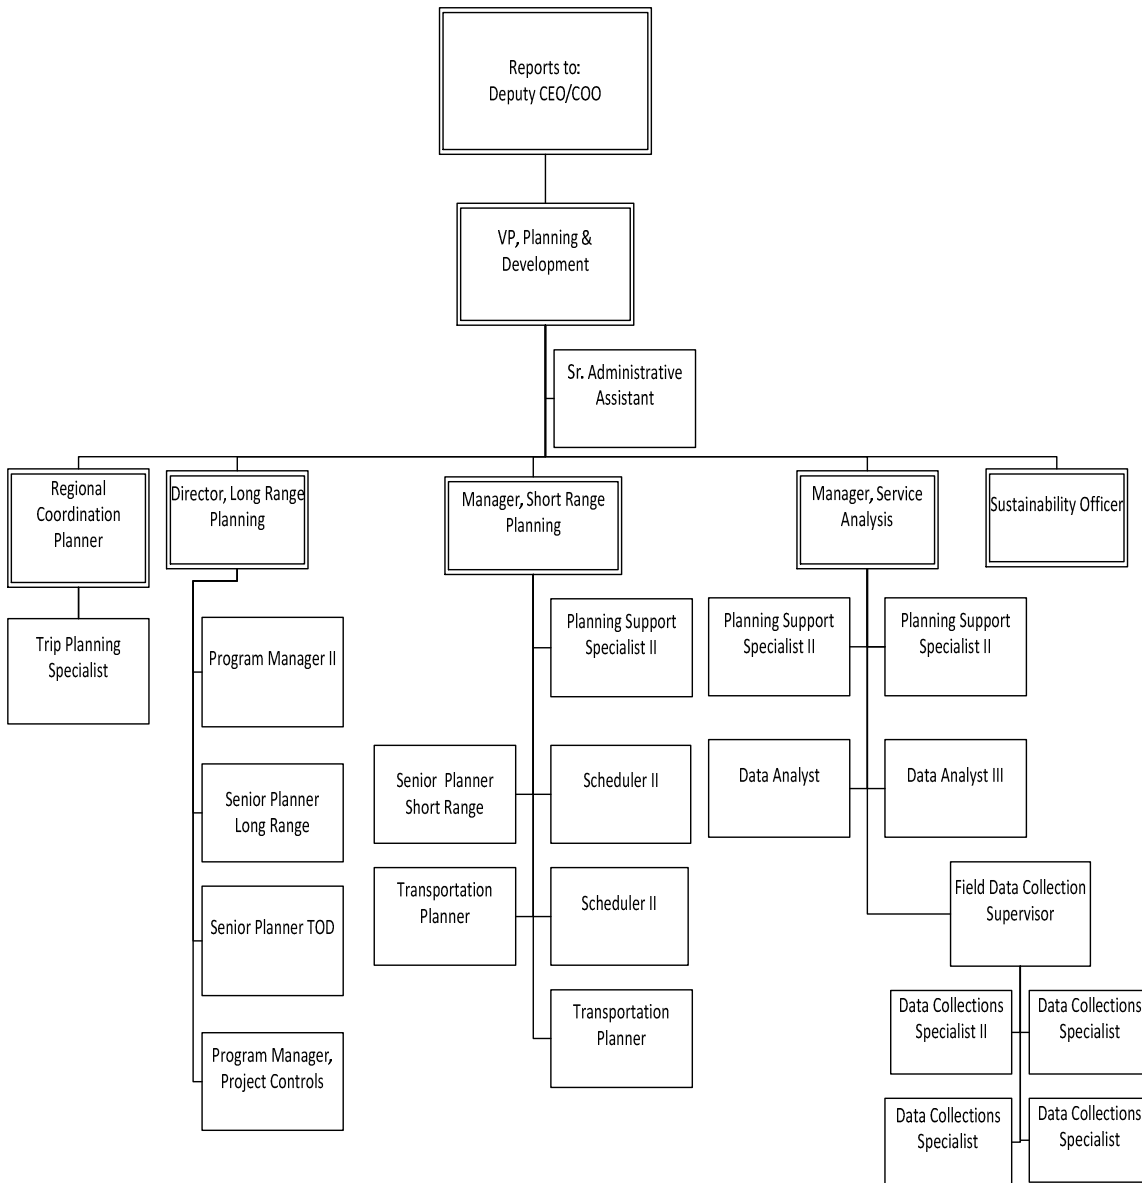 Reports to:
Deputy CEO/COO
VP, Planning &
Development
Sr. Administrative
Assistant
Regional
Coordination
Planner
Director, Long Range
Planning
Manager, Short Range
Planning
Manager, Service
Analysis
Sustainability Officer
Trip Planning
Specialist
Program Manager II
Senior Planner
Long Range
Senior Planner TOD
Program Manager,
Project Controls
Planning Support
Specialist II
Senior  Planner
Short Range
Scheduler II
Transportation
Planner
Scheduler II
Transportation
Planner
Planning Support
Specialist II
Planning Support
Specialist II
Data Analyst
Data Analyst III
Field Data Collection
Supervisor
Data Collections
Specialist II
Data Collections
Specialist
Data Collections
Specialist
Data Collections
Specialist